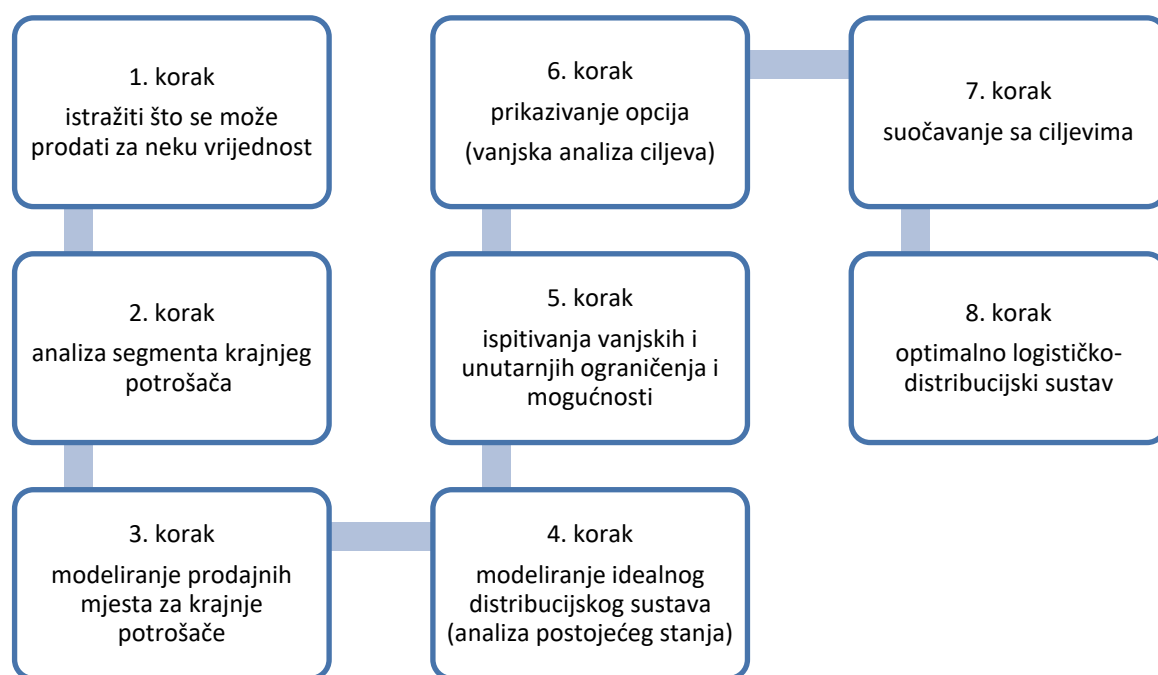 1. korak
istražiti što se može
prodati za neku vrijednost
2. korak
analiza segmenta krajnjeg
potrošača
3. korak
modeliranje prodajnih
mjesta za krajnje
potrošače
4. korak
modeliranje idealnog
distribucijskog sustava
(analiza postojećeg stanja)
5. korak
ispitivanja vanjskih i
unutarnjih ograničenja i
mogućnosti
6. korak
prikazivanje opcija
(vanjska analiza ciljeva)
7. korak
suočavanje sa ciljevima
8. korak
optimalno logističko-
distribucijski sustav